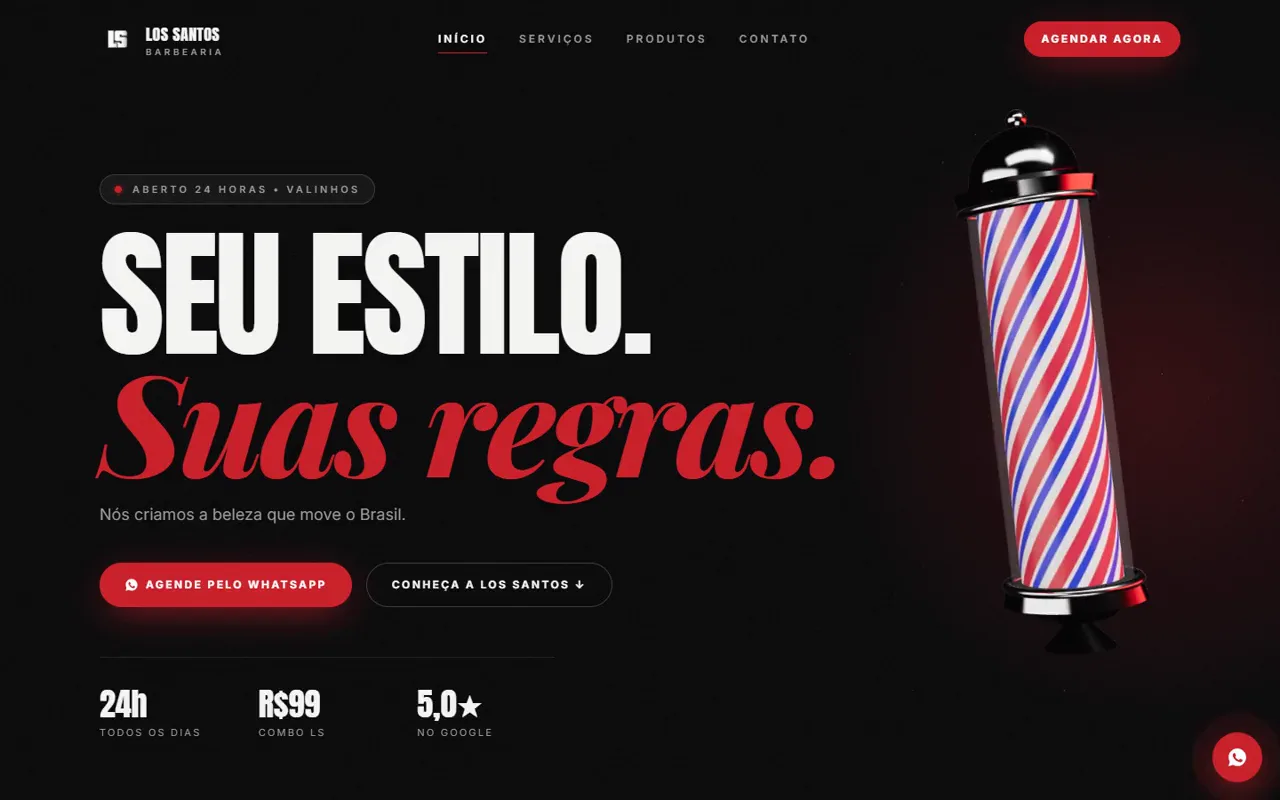 LS
LOS SANTOS
BARBEARIA
INÍCIO
SERVIÇOS
PRODUTOS
CONTATO
AGENDAR AGORA
ABERTO 24 HORAS • VALINHOS
SEU ESTILO.
Suas regras.
Nós criamos a beleza que move o Brasil.
AGENDE PELO WHATSAPP
CONHEÇA A LOS SANTOS ↓
24h
TODOS OS DIAS
R$99
COMBO LS
5,0★
NO GOOGLE